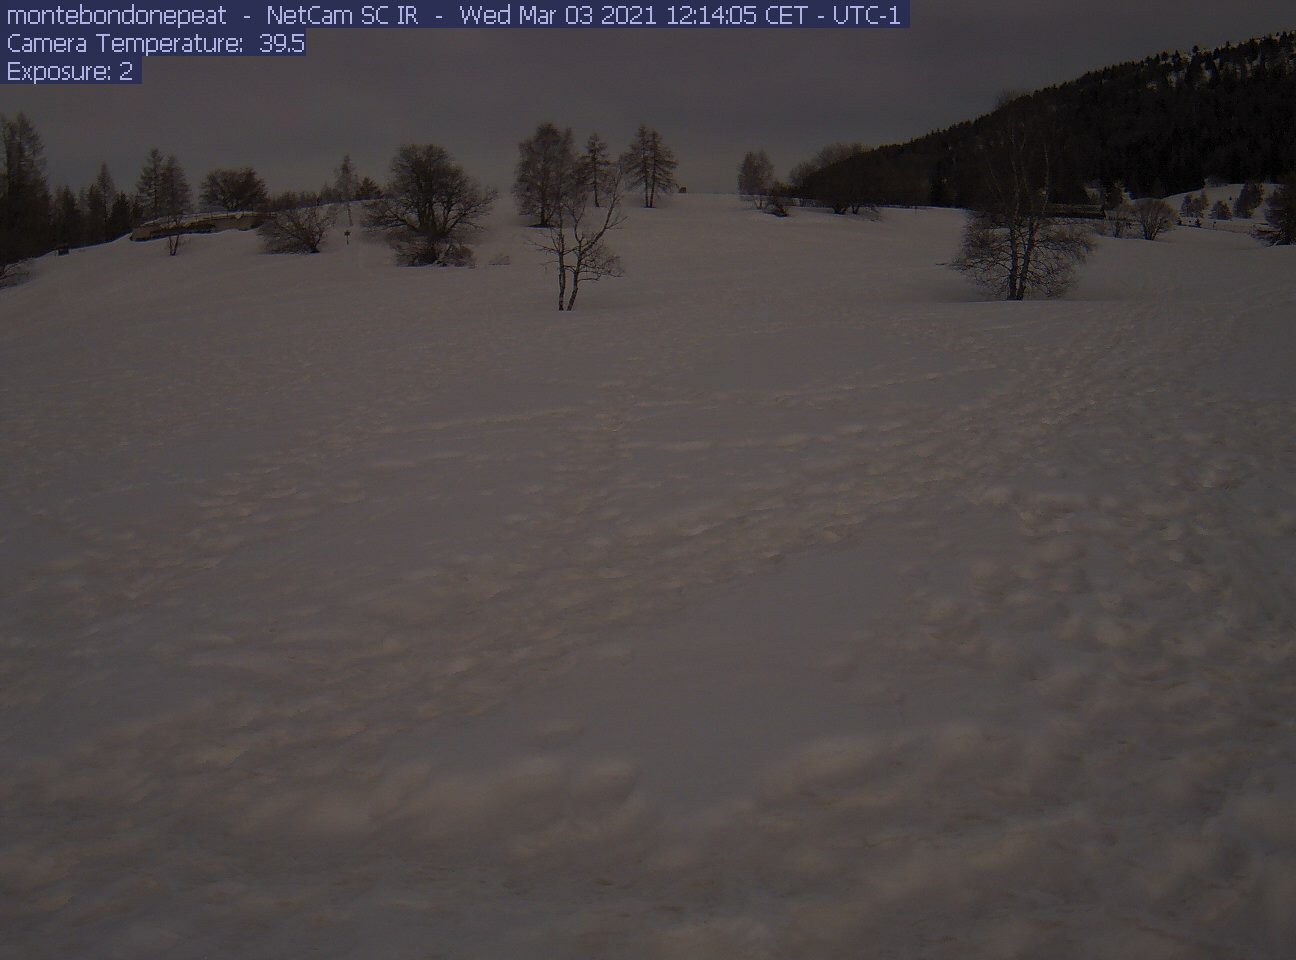 montebondonepeat - NetCam SC IR - Wed Mar 03 2021 12:14:05 CET - UTC-1
Camera Temperature: 39.5
Exposure: 2